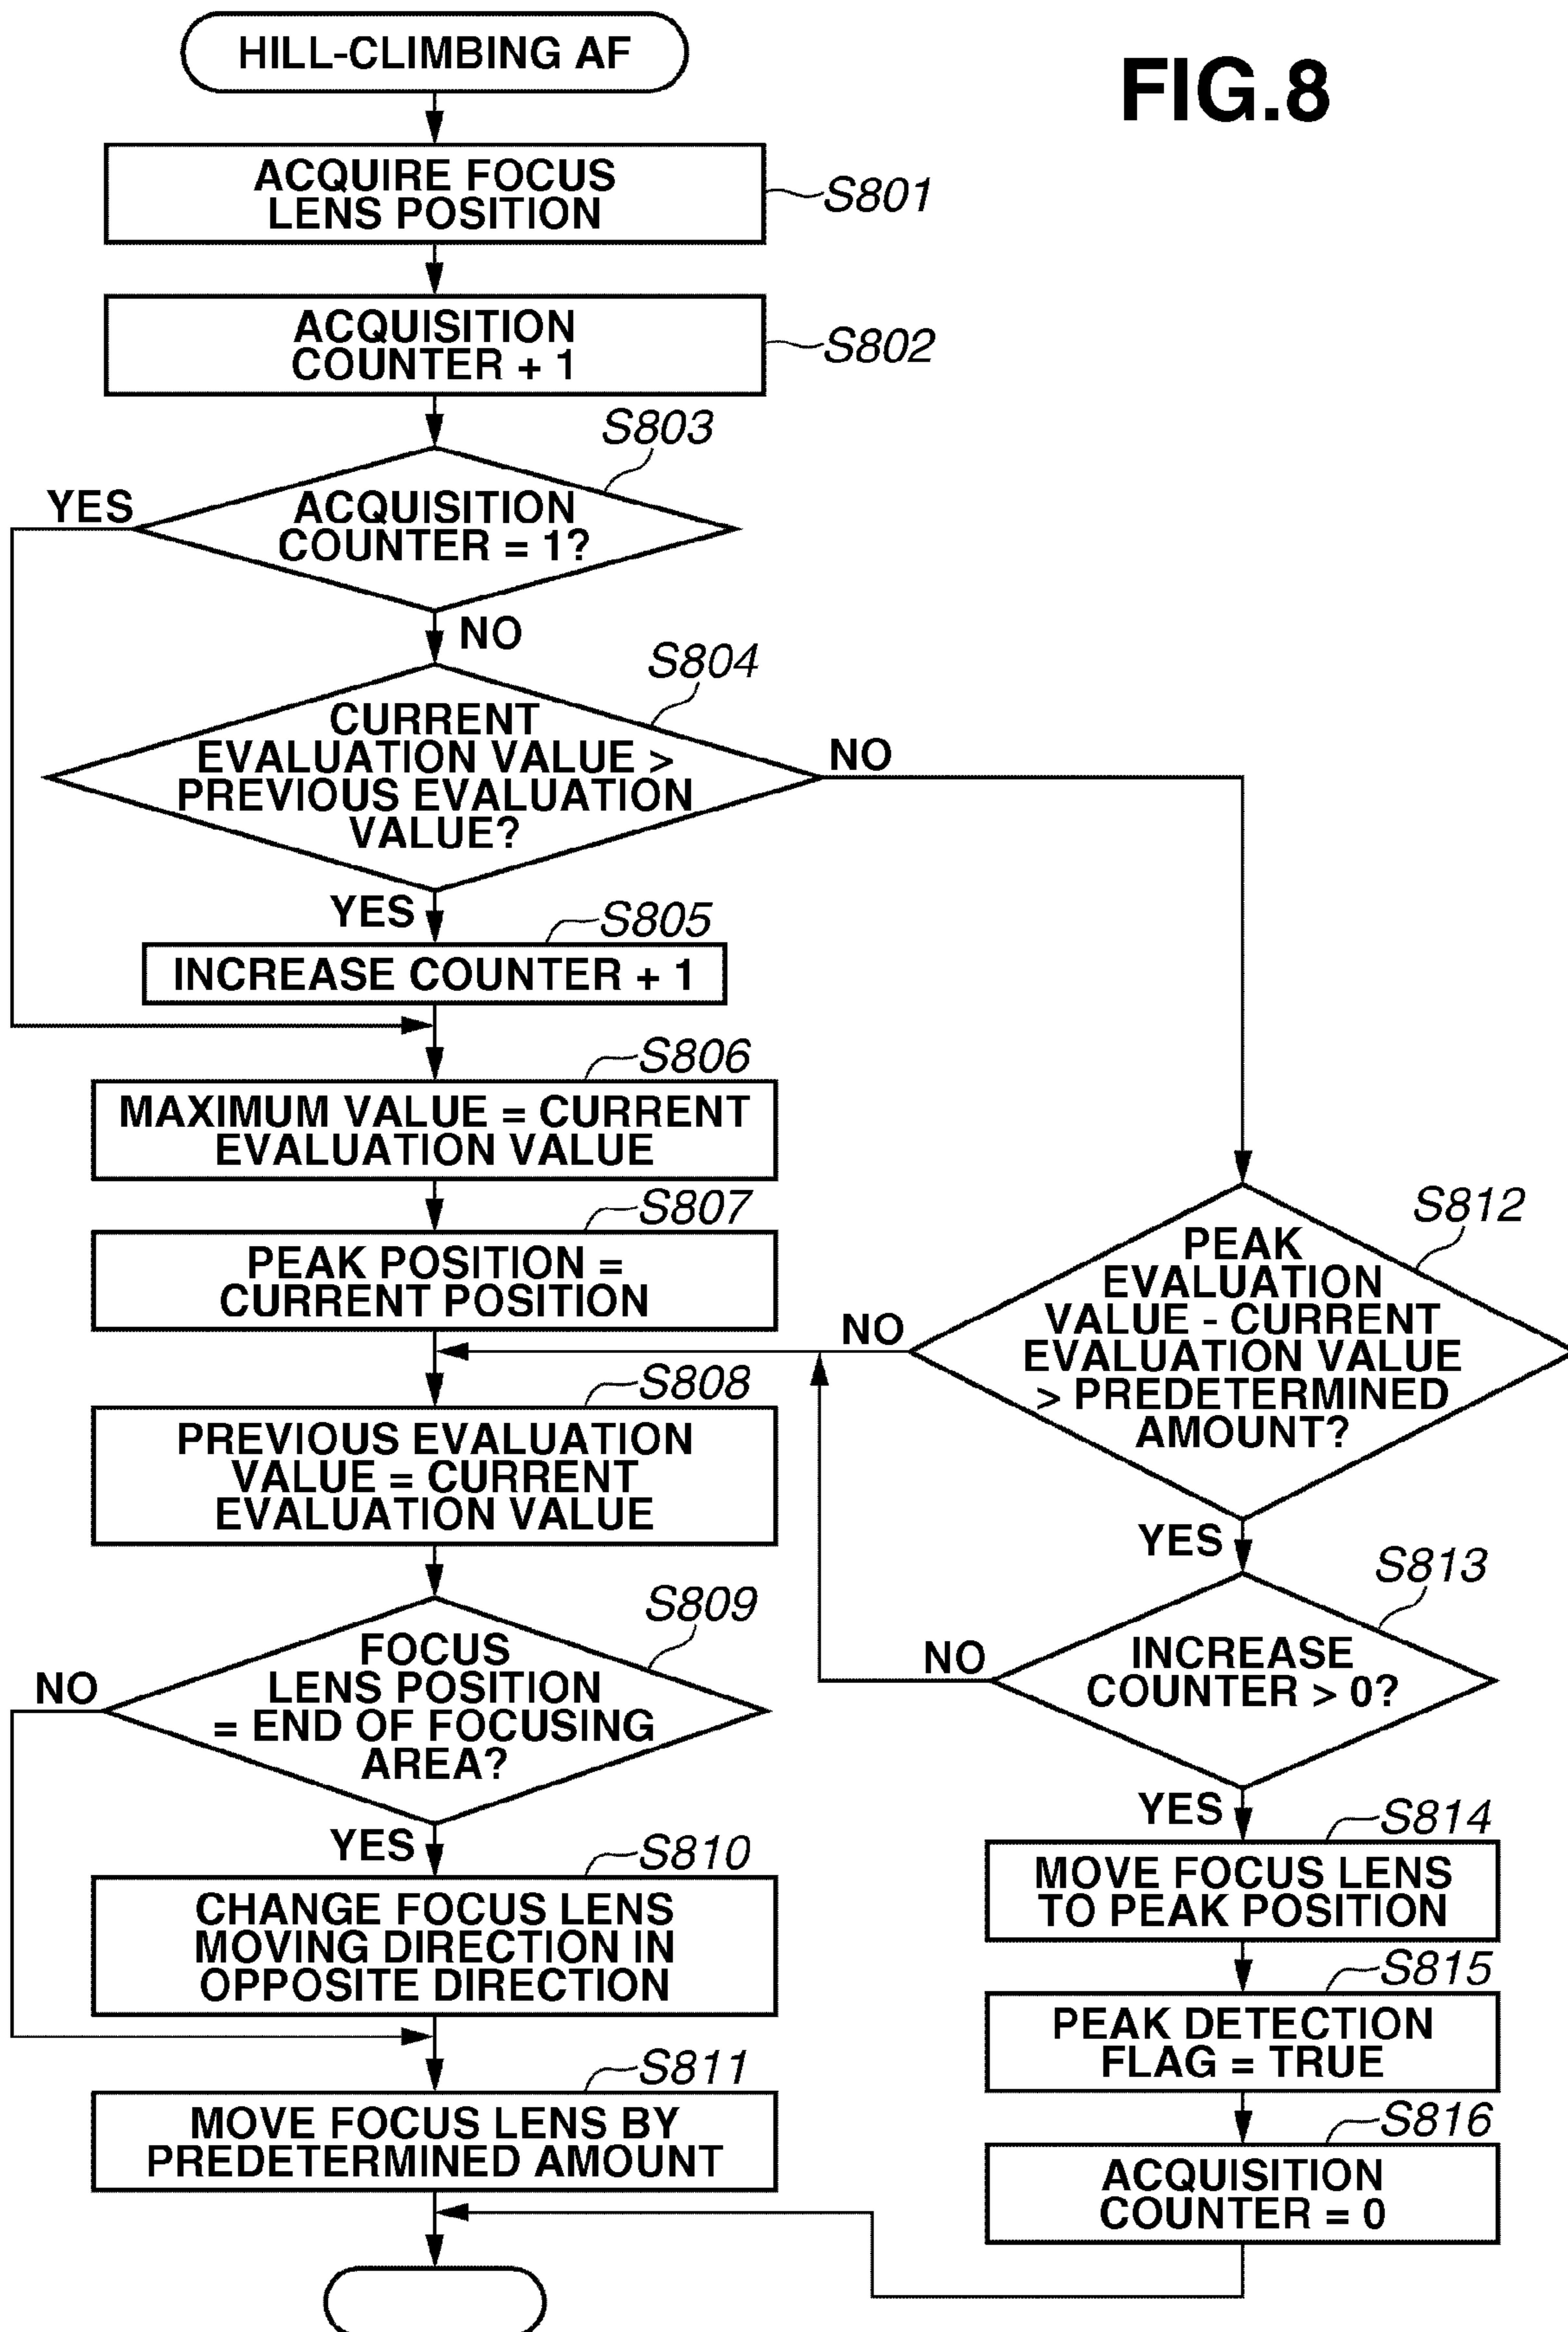 FIG.8
HILL-CLIMBING AF
ACQUIRE FOCUS
LENS POSITION
S801
ACQUISITION
COUNTER + 1
S802
S803
YES
ACQUISITION
COUNTER = 1?
NO
S804
CURRENT
EVALUATION VALUE >
PREVIOUS EVALUATION
VALUE?
NO
YES
S805
INCREASE COUNTER + 1
S806
MAXIMUM VALUE = CURRENT
EVALUATION VALUE
S807
PEAK POSITION =
CURRENT POSITION
S808
PREVIOUS EVALUATION
VALUE = CURRENT
EVALUATION VALUE
S809
NO
FOCUS
LENS POSITION
= END OF FOCUSING
AREA?
YES
S810
CHANGE FOCUS LENS
MOVING DIRECTION IN
OPPOSITE DIRECTION
S811
MOVE FOCUS LENS BY
PREDETERMINED AMOUNT
S812
PEAK
EVALUATION
VALUE - CURRENT
EVALUATION VALUE
> PREDETERMINED
AMOUNT?
NO
YES
S813
INCREASE
COUNTER > 0?
NO
YES
S814
MOVE FOCUS LENS
TO PEAK POSITION
S815
PEAK DETECTION
FLAG = TRUE
S816
ACQUISITION
COUNTER = 0